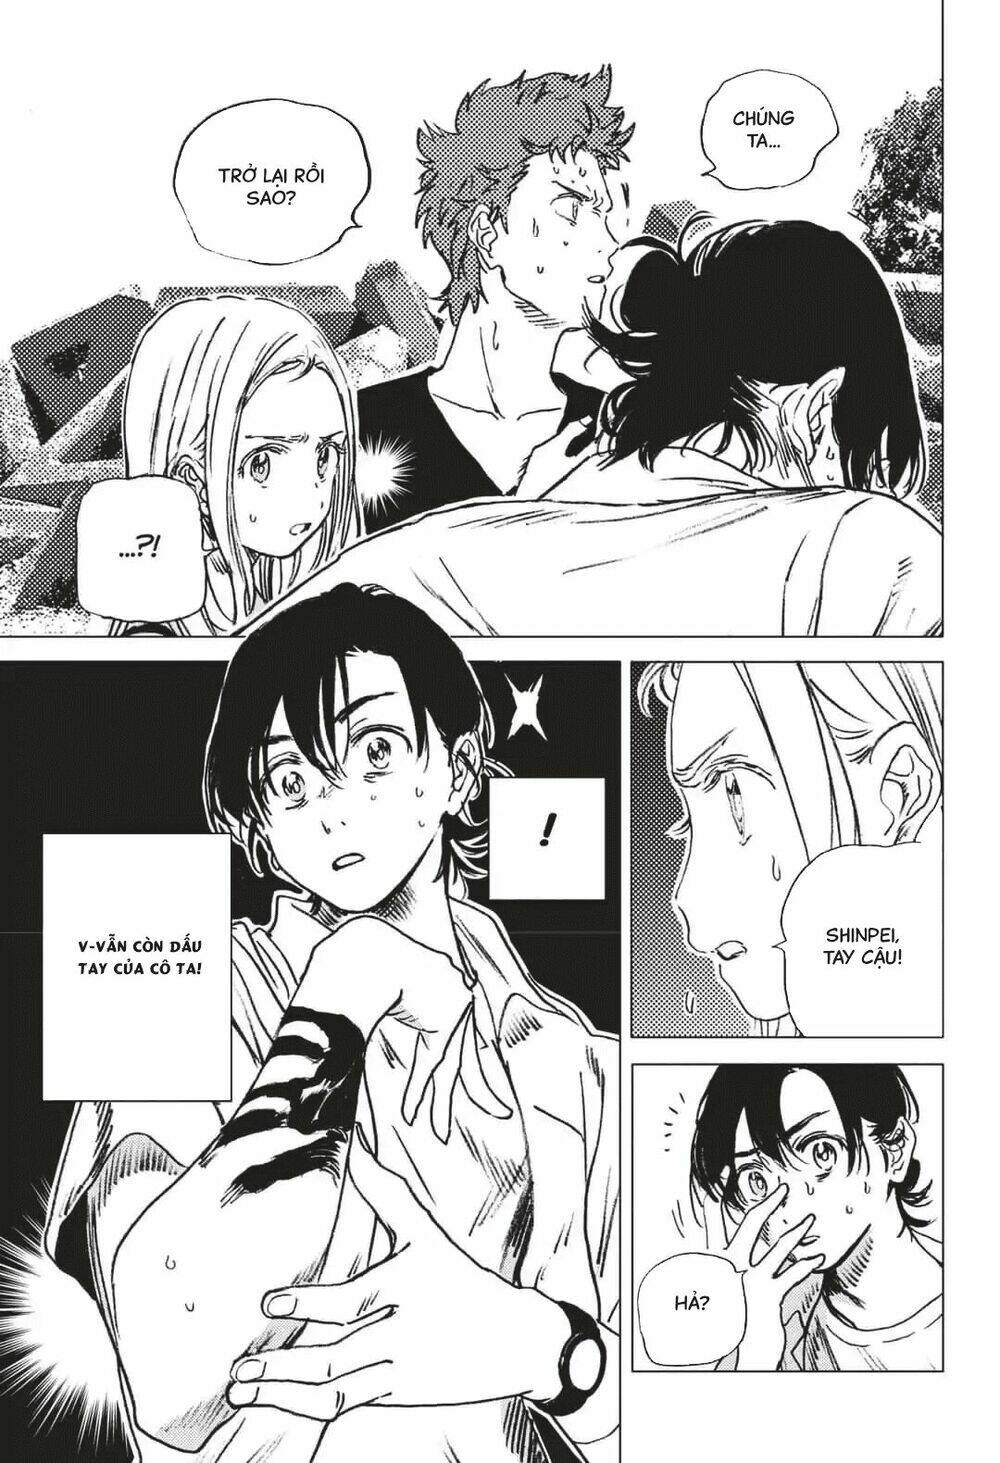 CHÚNG
TA...
TRỞ LẠI RỒI
SAO?
...?!
SHINPEI,
TAY CẬU!
HẢ?
!
V-VẪN CÒN DẤU
TAY CỦA CÔ TA!